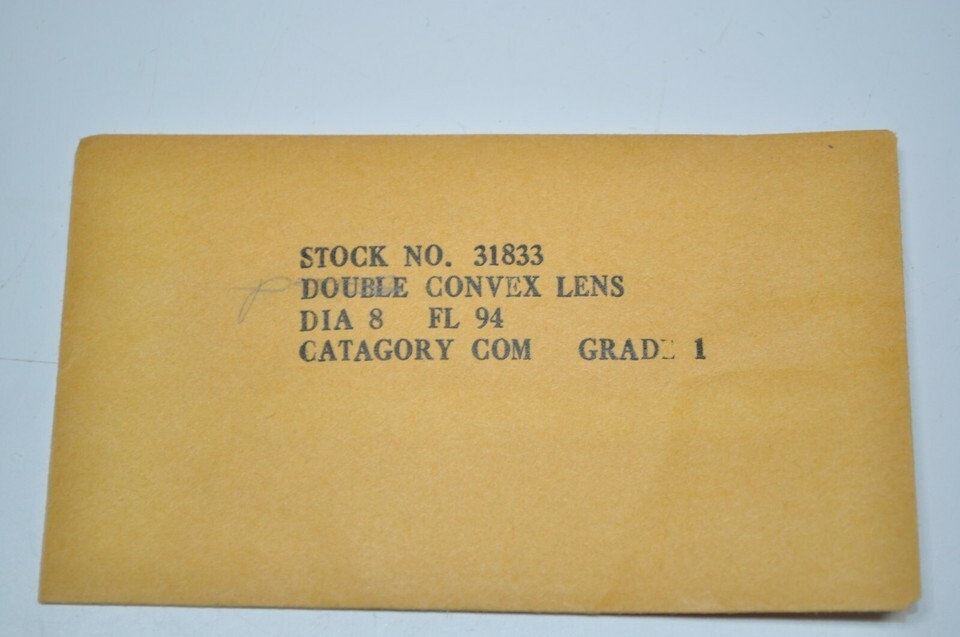 STOCK NO. 31833
DOUBLE CONVEX LENS
DIA 8 FL 94
CATAGORY COM GRADE 1